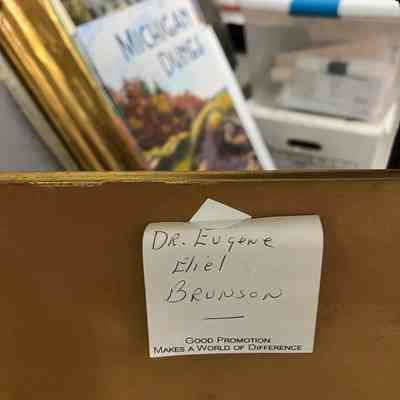 MICHIGAN
DUNES
DR. EUGENE
Eliel
BRUNSON
GOOD PROMOTION
MAKES A WORLD OF DIFFERENCE